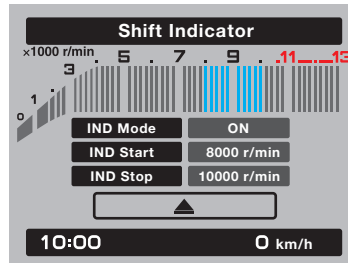 Shift Indicator
×1000 r/min
0 1 3 5 7 9 11 13
IND Mode ON
IND Start 8000 r/min
IND Stop 10000 r/min
10:00 0 km/h